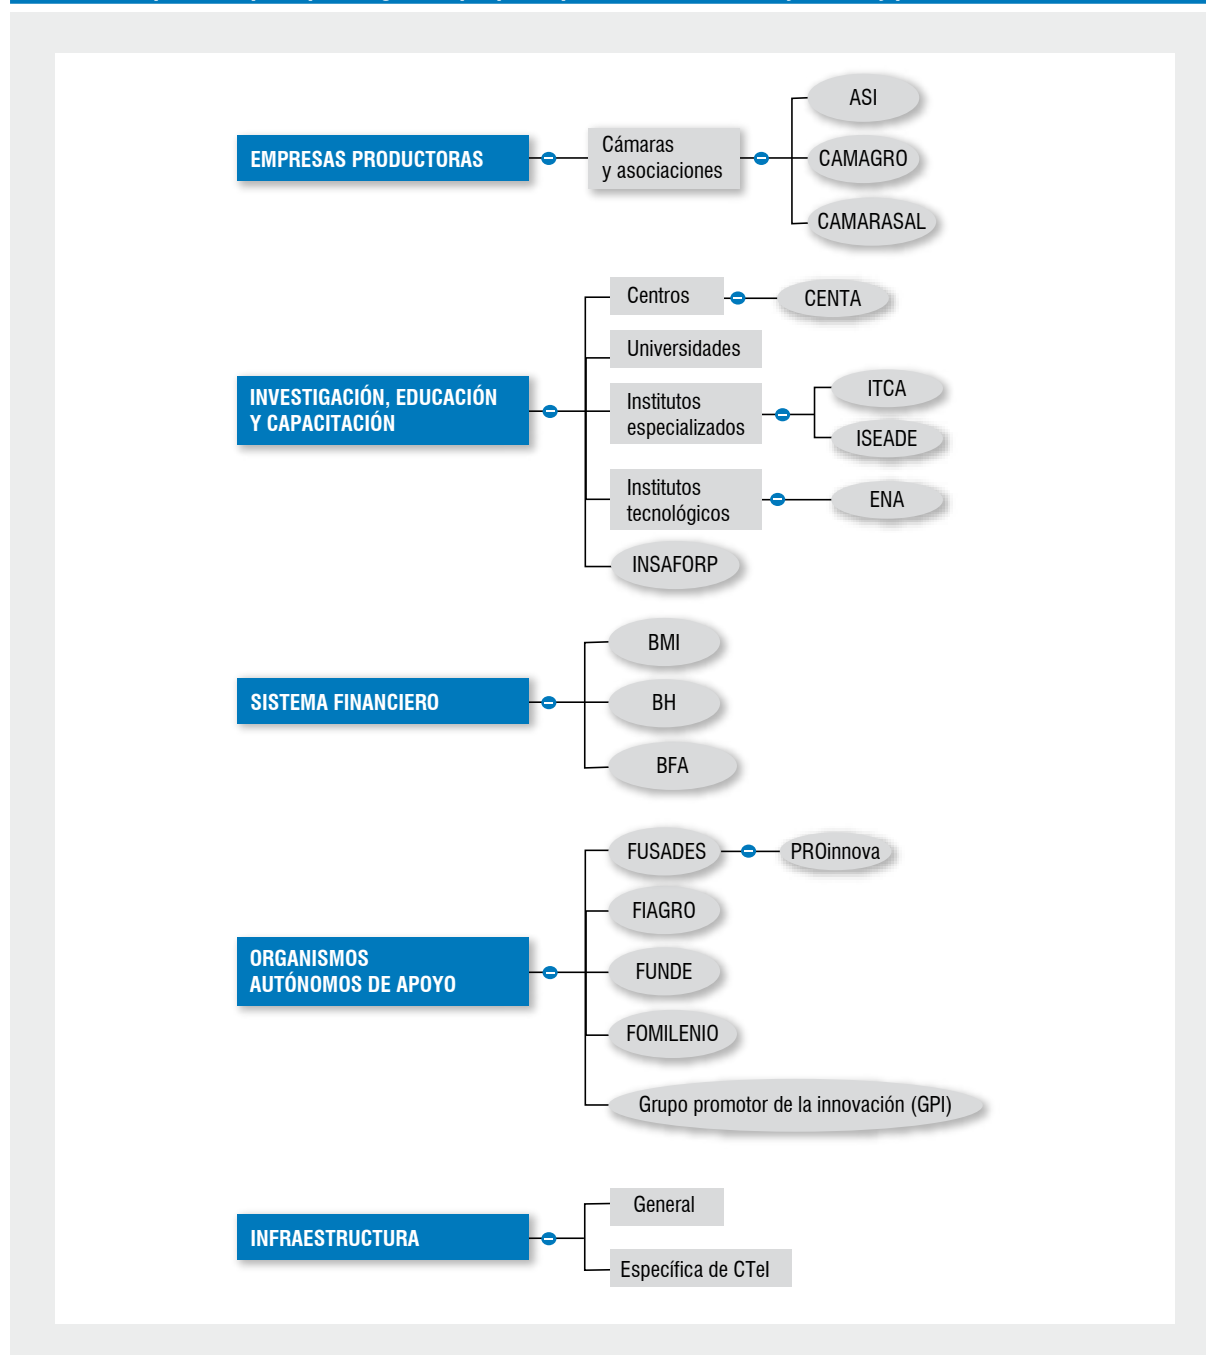 ASI
EMPRESAS PRODUCTORAS
Cámaras
y asociaciones
CAMAGRO
CAMARASAL
Centros
CENTA
Universidades
INVESTIGACIÓN, EDUCACIÓN
Y CAPACITACIÓN
Institutos
especializados
ITCA
ISEADE
Institutos
tecnológicos
ENA
INSAFORP
BMI
SISTEMA FINANCIERO
BH
BFA
FUSADES
PROinnova
FIAGRO
ORGANISMOS
AUTÓNOMOS DE APOYO
FUNDE
FOMILENIO
Grupo promotor de la innovación (GPI)
General
INFRAESTRUCTURA
Específica de CTeI